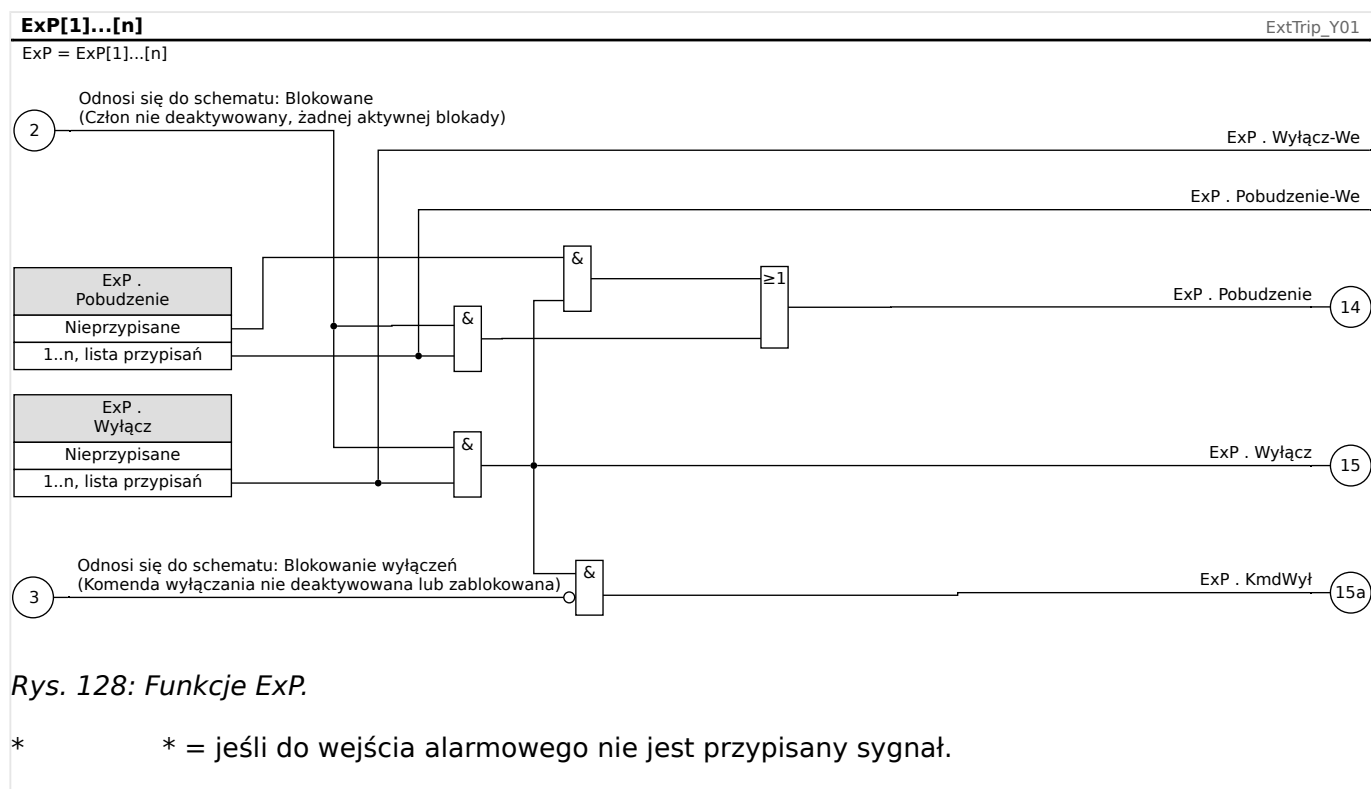 ExP[1]...[n]
ExtTrip_Y01
ExP = ExP[1]...[n]
Odnosi się do schematu: Blokowane
(Człon nie deaktywowany, żadnej aktywnej blokady)
2
ExP . Wyłącz-We
ExP . Pobudzenie-We
&
ExP .
Pobudzenie
≥1
ExP . Pobudzenie
14
Nieprzypisane
&
1..n, lista przypisań
ExP .
Wyłącz
Nieprzypisane
&
1..n, lista przypisań
ExP . Wyłącz
15
Odnosi się do schematu: Blokowanie wyłączeń
(Komenda wyłączania nie deaktywowana lub zablokowana)
3
&
ExP . KmdWył
15a
Rys. 128: Funkcje ExP.
* * = jeśli do wejścia alarmowego nie jest przypisany sygnał.